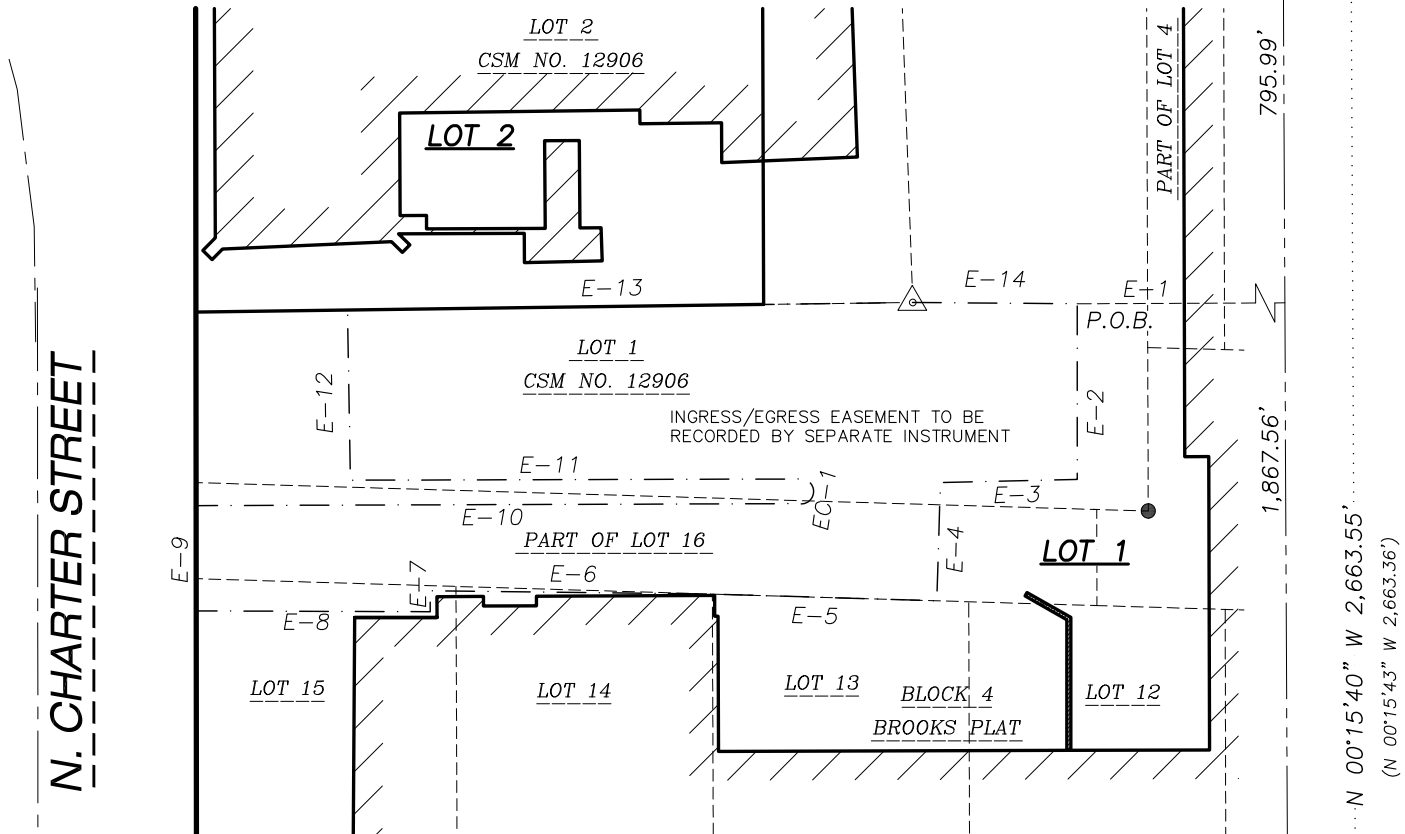 LOT 2
CSM NO. 12906
LOT 2
PART OF LOT 4
795.99'
E-13
E-14
E-1
P.O.B.
N. CHARTER STREET
E-12
LOT 1
CSM NO. 12906
INGRESS/EGRESS EASEMENT TO BE
RECORDED BY SEPARATE INSTRUMENT
E-2
1,867.56'
E-11
EC-1
E-3
E-10
PART OF LOT 16
E-4
LOT 1
E-9
E-7
E-6
E-5
E-8
LOT 15
LOT 14
LOT 13
BLOCK 4
BROOKS PLAT
LOT 12
N 00°15'40" W 2,663.55'
(N 00°15'43" W 2,663.36')